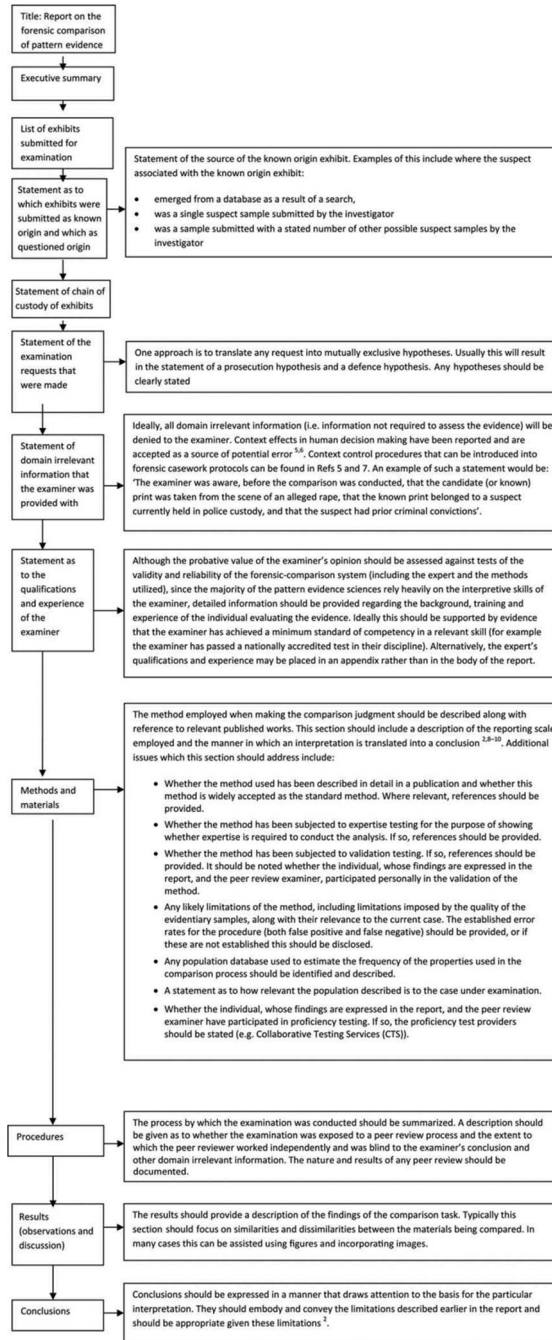 Title: Report on the
forensic comparison
of pattern evidence
Executive summary
List of exhibits
submitted for
examination
Statement as to
which exhibits were
submitted as known
origin and which as
questioned origin
Statement of the source of the known origin exhibit. Examples of this include where the suspect
associated with the known origin exhibit:
• emerged from a database as a result of a search,
• was a single suspect sample submitted by the investigator
• was a sample submitted with a stated number of other possible suspect samples by the
investigator
Statement of chain of
custody of exhibits
Statement of the
examination
requests that
were made
One approach is to translate any request into mutually exclusive hypotheses. Usually this will result
in the statement of a prosecution hypothesis and a defence hypothesis. Any hypotheses should be
clearly stated
Statement of
domain irrelevant
information that
the examiner was
provided with
Ideally, all domain irrelevant information (i.e. information not required to assess the evidence) will be
denied to the examiner. Context effects in human decision making have been reported and are
accepted as a source of potential error 5,6. Context control procedures that can be introduced into
forensic casework protocols can be found in Refs 5 and 7. An example of such a statement would be:
‘The examiner was aware, before the comparison was conducted, that the candidate (or known)
print was taken from the scene of an alleged rape, that the known print belonged to a suspect
currently held in police custody, and that the suspect had prior criminal convictions’.
Statement as
to the
qualifications
and experience
of the
examiner
Although the probative value of the examiner’s opinion should be assessed against tests of the
validity and reliability of the forensic-comparison system (including the expert and the methods
utilized), since the majority of the pattern evidence sciences rely heavily on the interpretive skills of
the examiner, detailed information should be provided regarding the background, training and
experience of the individual evaluating the evidence. Ideally this should be supported by evidence
that the examiner has achieved a minimum standard of competency in a relevant skill (for example
the examiner has passed a nationally accredited test in their discipline). Alternatively, the expert’s
qualifications and experience may be placed in an appendix rather than in the body of the report.
Methods and
materials
The method employed when making the comparison judgment should be described along with
reference to relevant published works. This section should include a description of the reporting scale
employed and the manner in which an interpretation is translated into a conclusion 2,8–10. Additional
issues which this section should address include:
• Whether the method used has been described in detail in a publication and whether this
method is widely accepted as the standard method. Where relevant, references should be
provided.
• Whether the method has been subjected to expertise testing for the purpose of showing
whether expertise is required to conduct the analysis. If so, references should be provided.
• Whether the method has been subjected to validation testing. If so, references should be
provided. It should be noted whether the individual, whose findings are expressed in the
report, and the peer review examiner, participated personally in the validation of the
method.
• Any likely limitations of the method, including limitations imposed by the quality of the
evidentiary samples, along with their relevance to the current case. The established error
rates for the procedure (both false positive and false negative) should be provided, or if
these are not established this should be disclosed.
• Any population database used to estimate the frequency of the properties used in the
comparison process should be identified and described.
• A statement as to how relevant the population described is to the case under examination.
• Whether the individual, whose findings are expressed in the report, and the peer review
examiner have participated in proficiency testing. If so, the proficiency test providers
should be stated (e.g. Collaborative Testing Services (CTS)).
Procedures
The process by which the examination was conducted should be summarized. A description should
be given as to whether the examination was exposed to a peer review process and the extent to
which the peer reviewer worked independently and was blind to the examiner’s conclusion and
other domain irrelevant information. The nature and results of any peer review should be
documented.
Results
(observations and
discussion)
The results should provide a description of the findings of the comparison task. Typically this
section should focus on similarities and dissimilarities between the materials being compared. In
many cases this can be assisted using figures and incorporating images.
Conclusions
Conclusions should be expressed in a manner that draws attention to the basis for the particular
interpretation. They should embody and convey the limitations described earlier in the report and
should be appropriate given these limitations 2.